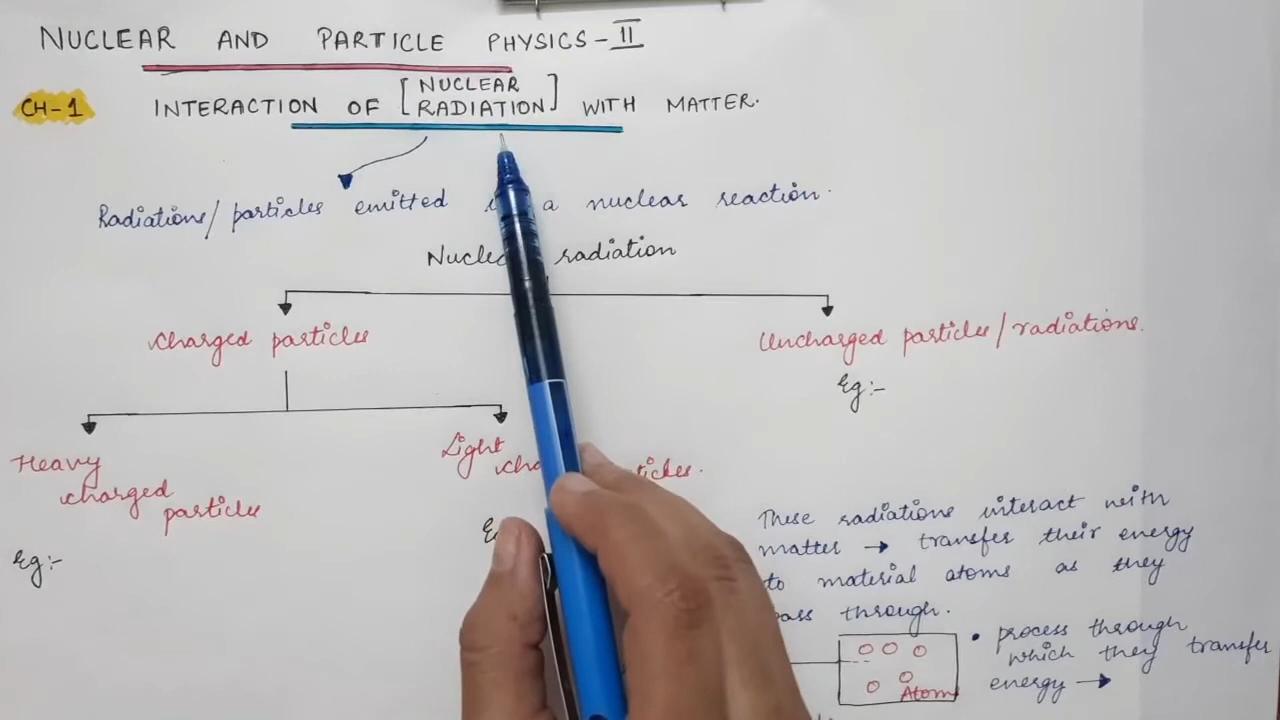 NUCLEAR AND PARTICLE PHYSICS-II
CH-1 INTERACTION OF [NUCLEAR RADIATION] WITH MATTER.
Radiations/particles emitted a nuclear reaction.
radiation
Charged particles
Uncharged particles/radiations.
Eg:-
Heavy charged particle
Light
Eg:-
These radiations interact with
matter → transfer their energy
to material atoms as they
pass through.
• process through
which they transfer
energy →
Atoms